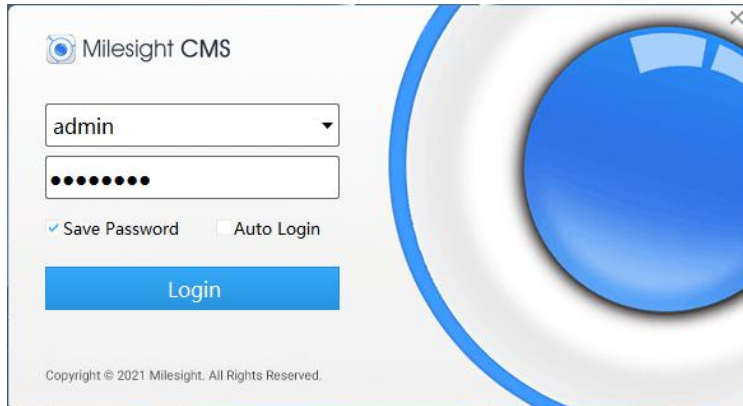 Milesight CMS
admin
●●●●●●●●
Save Password Auto Login
Login
Copyright © 2021 Milesight. All Rights Reserved.